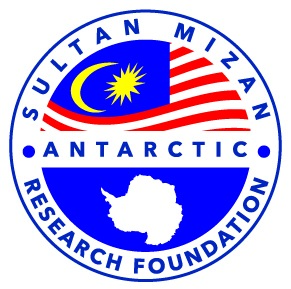 SULTAN MIZAN
ANTARCTIC
RESEARCH FOUNDATION